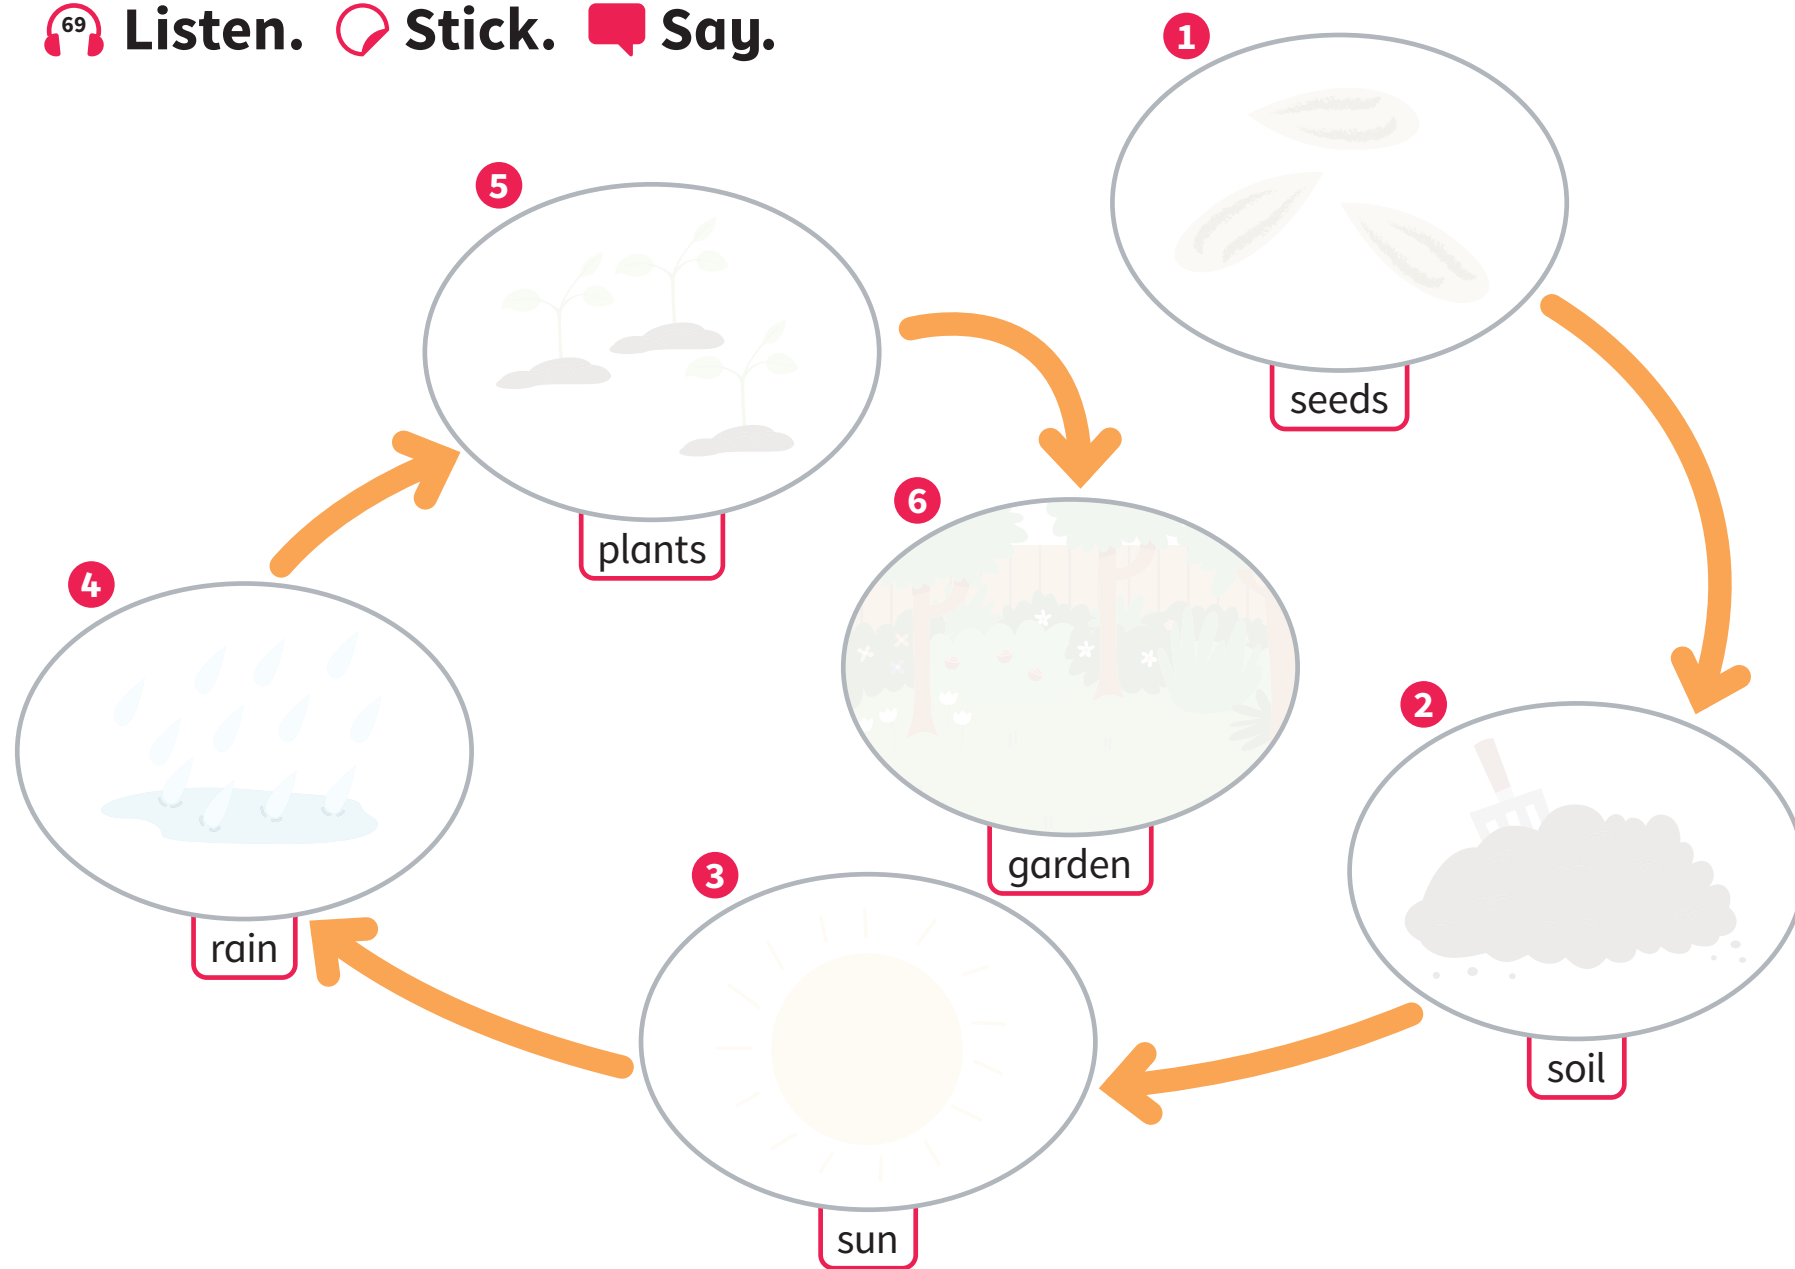 69 Listen. Stick. Say.
1
seeds
2
soil
3
sun
4
rain
5
plants
6
garden